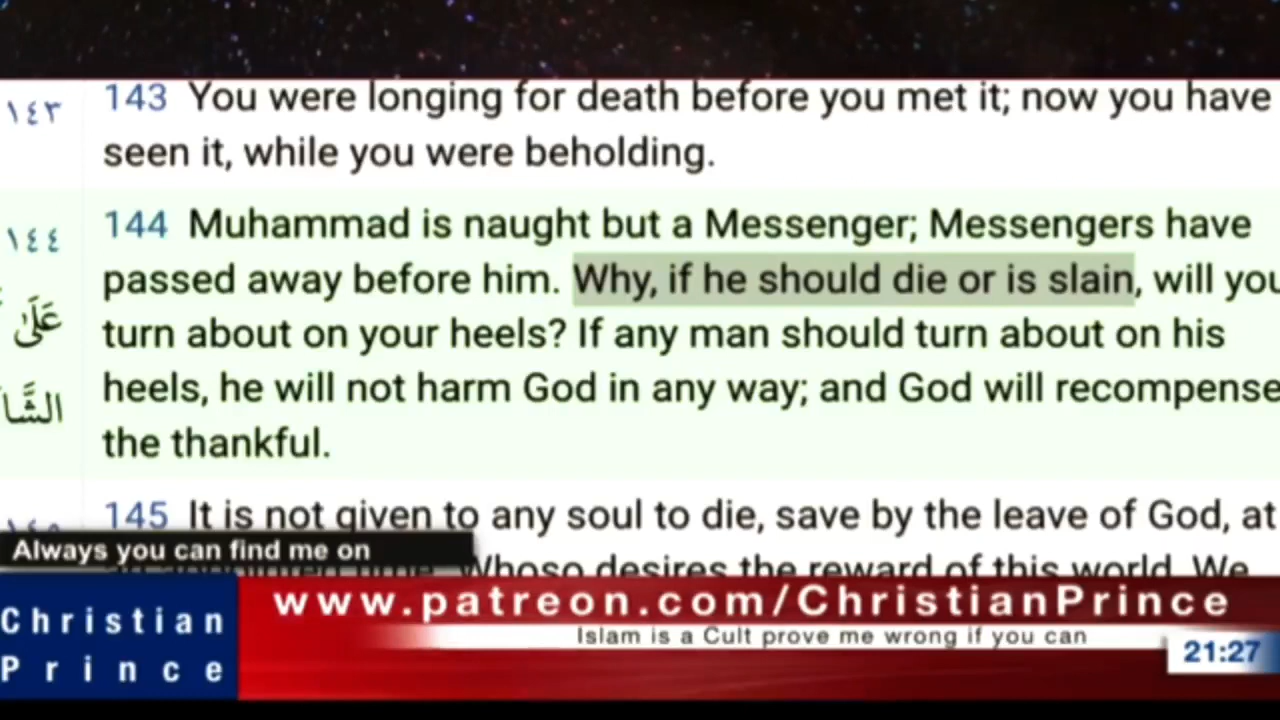 ١٤٣ 143 You were longing for death before you met it; now you have
seen it, while you were beholding.
١٤٤ 144 Muhammad is naught but a Messenger; Messengers have
passed away before him. Why, if he should die or is slain, will you
عَلَىٰ turn about on your heels? If any man should turn about on his
heels, he will not harm God in any way; and God will recompense
the thankful.
145 It is not given to any soul to die, save by the leave of God, at
an appointed time. Whoso desires the reward of this world, We
Always you can find me on
www.patreon.com/ChristianPrince
Christian
Prince
Islam is a Cult prove me wrong if you can
21:27